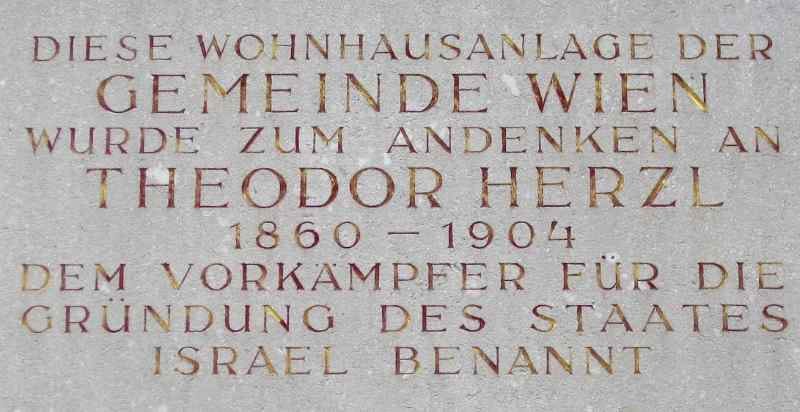 DIESE WOHNHAUSANLAGE DER
GEMEINDE WIEN
WURDE ZUM ANDENKEN AN
THEODOR HERZL
1860 – 1904
DEM VORKÄMPFER FÜR DIE
GRÜNDUNG DES STAATES
ISRAEL BENANNT